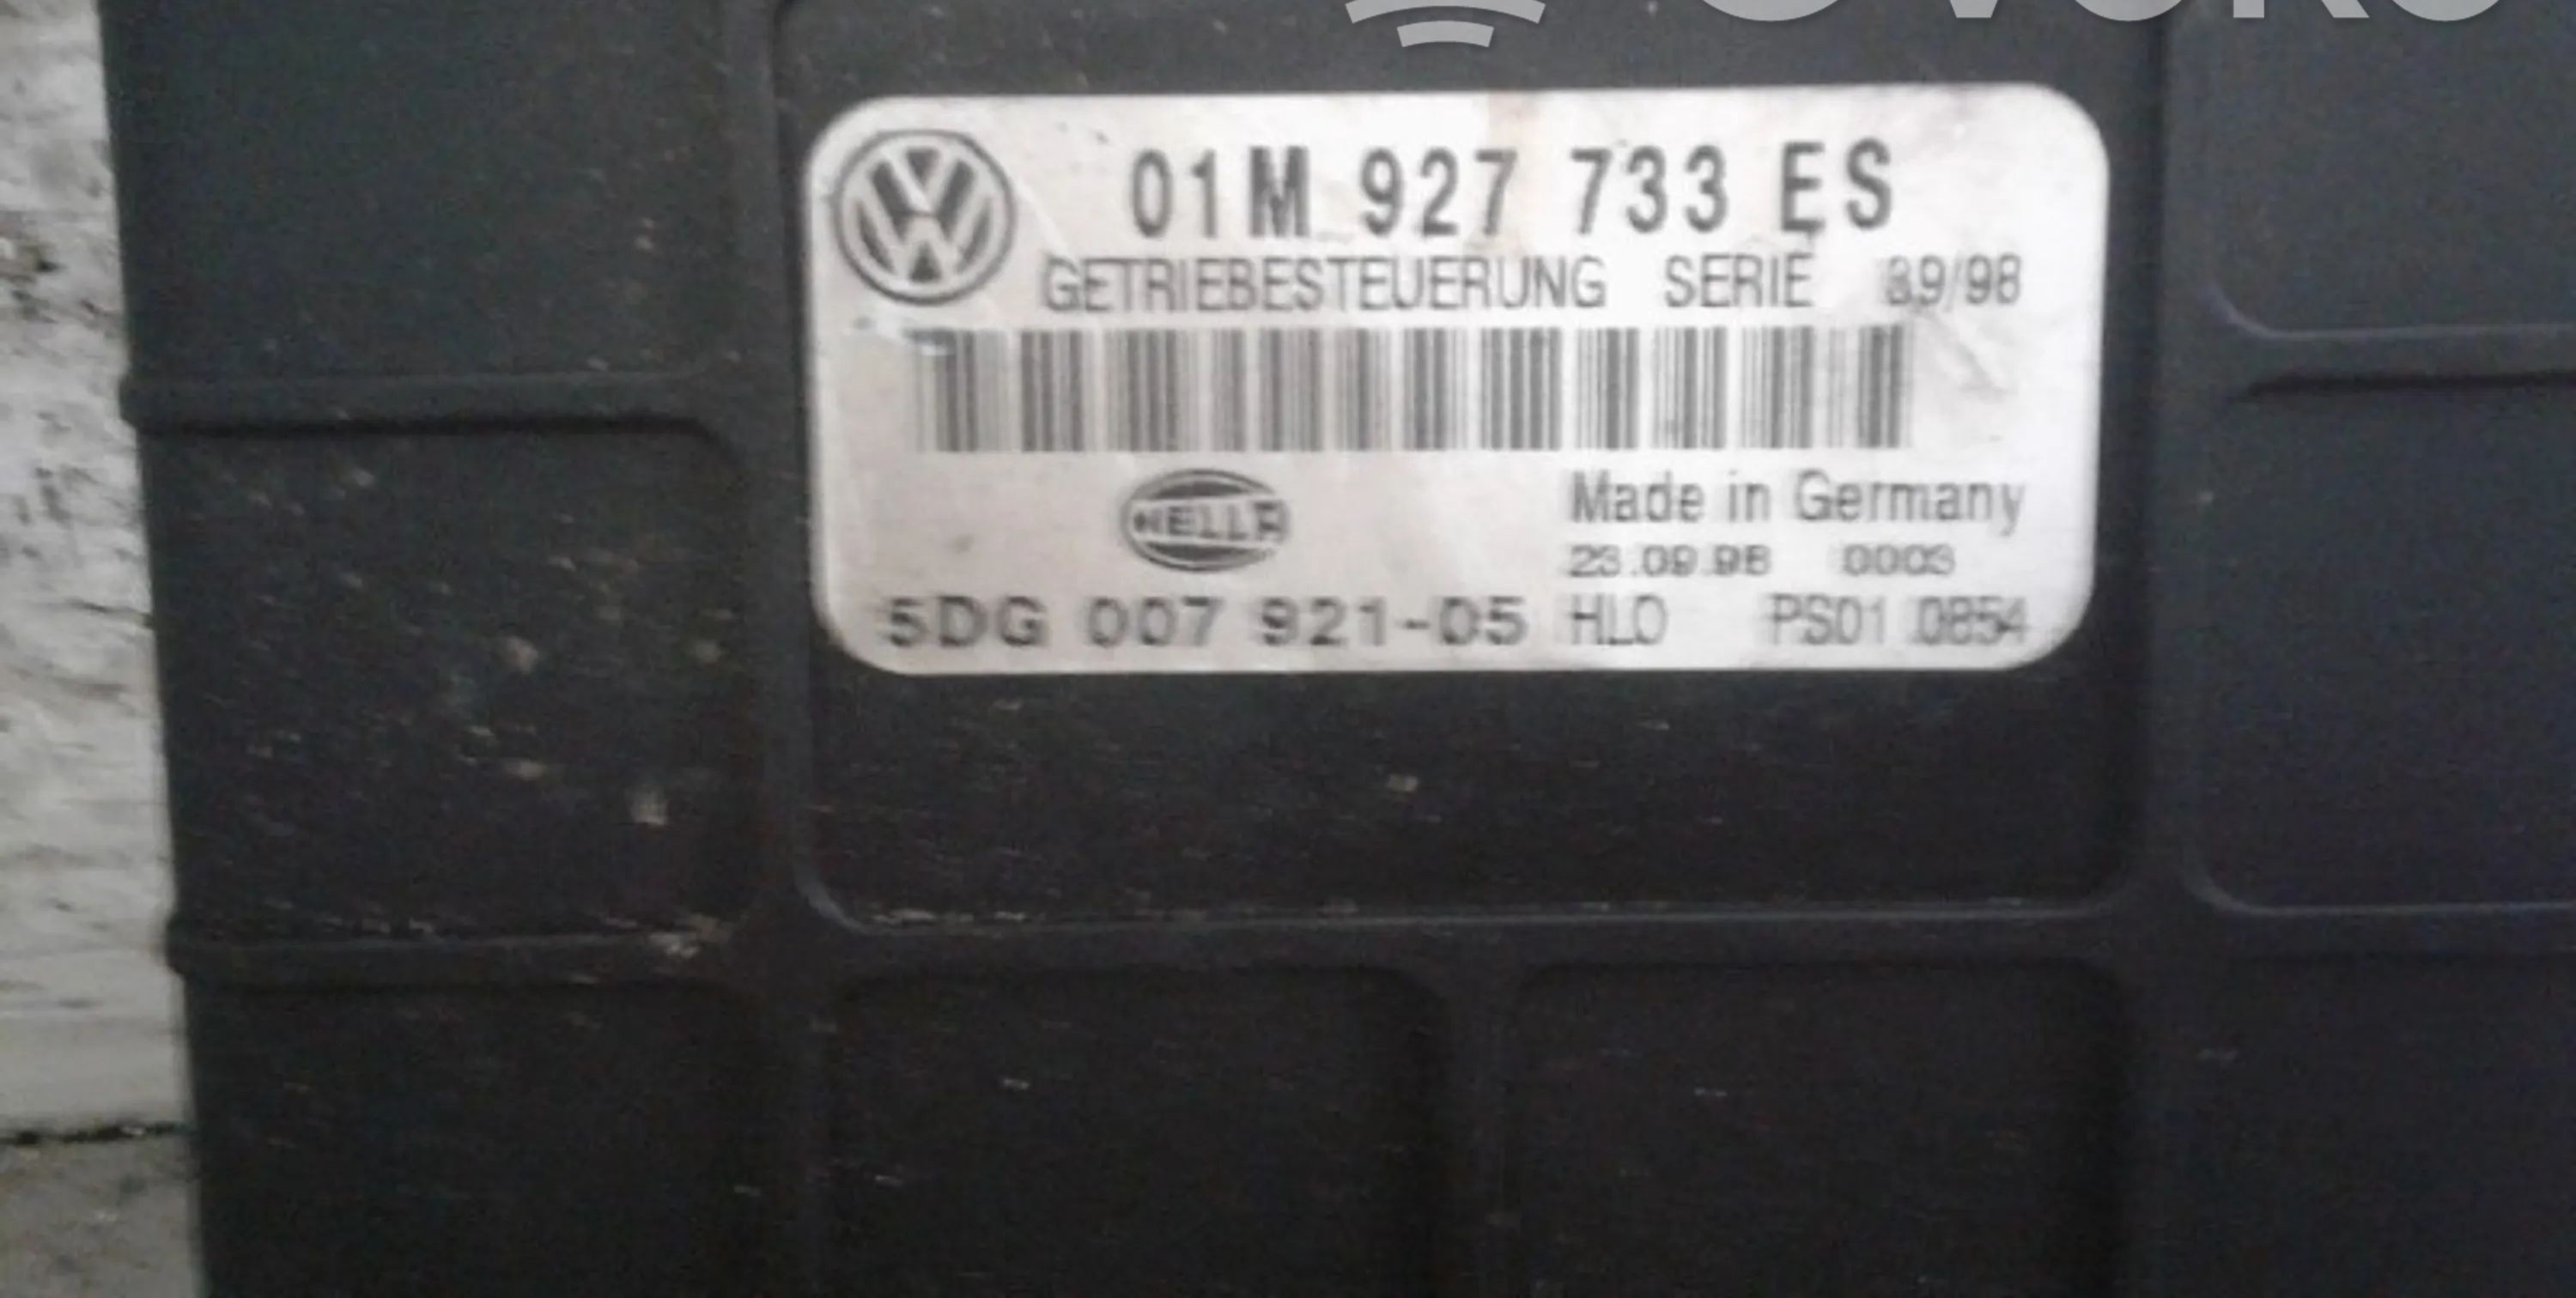 01M 927 733 ES
GETRIEBESTEUERUNG SERIE 39/98
HELLA
Made in Germany
23.09.98 0003
5DG 007 921-05 HLO PS01 0854